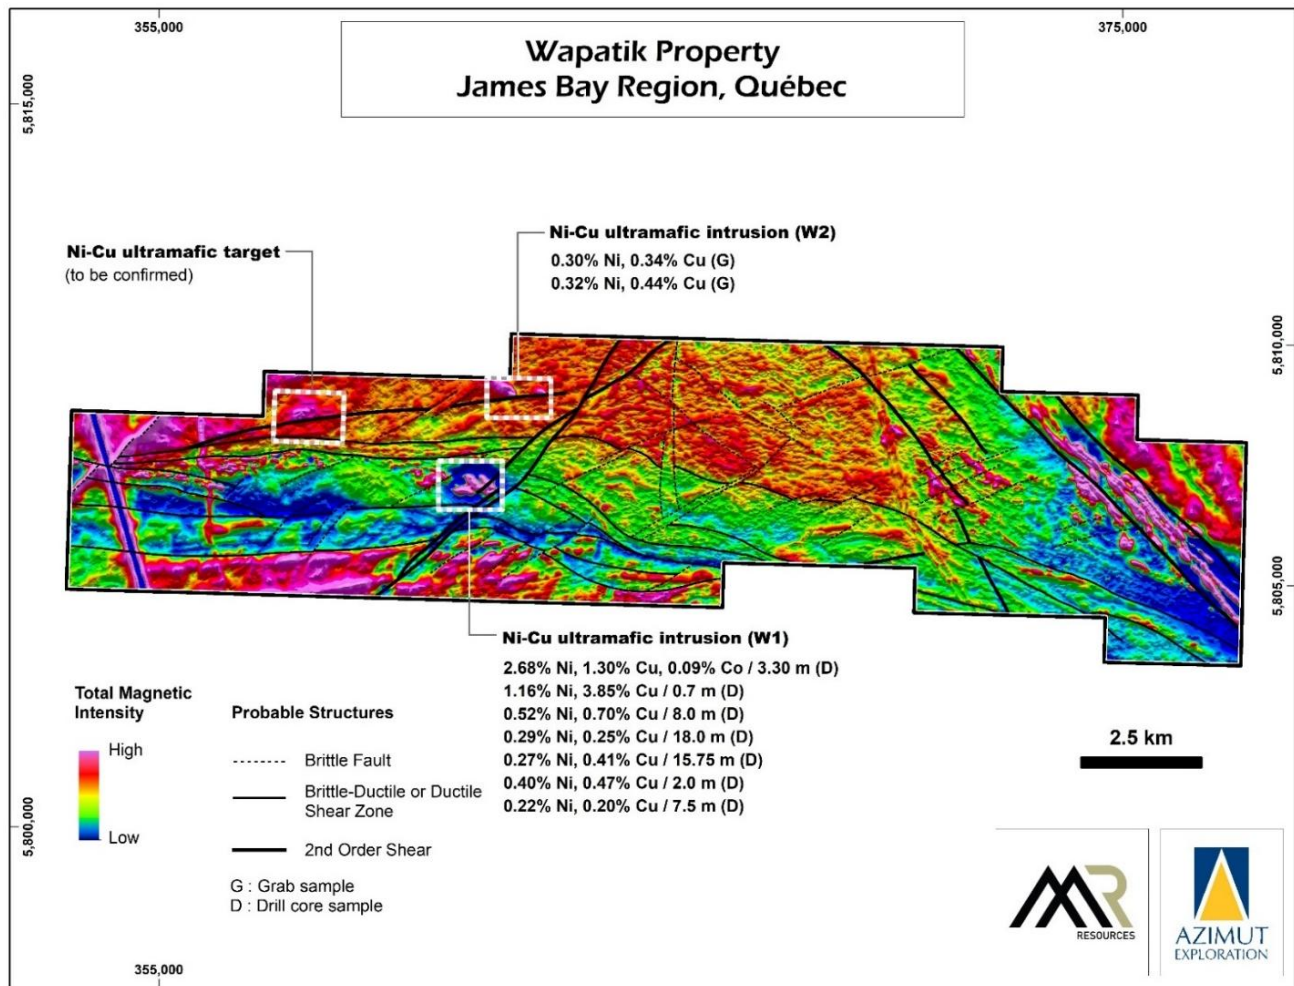 355,000
375,000
Wapatik Property
James Bay Region, Québec
5,815,000
Ni-Cu ultramafic target
(to be confirmed)
Ni-Cu ultramafic intrusion (W2)
0.30% Ni, 0.34% Cu (G)
0.32% Ni, 0.44% Cu (G)
5,810,000
5,805,000
Ni-Cu ultramafic intrusion (W1)
2.68% Ni, 1.30% Cu, 0.09% Co / 3.30 m (D)
1.16% Ni, 3.85% Cu / 0.7 m (D)
0.52% Ni, 0.70% Cu / 8.0 m (D)
0.29% Ni, 0.25% Cu / 18.0 m (D)
0.27% Ni, 0.41% Cu / 15.75 m (D)
0.40% Ni, 0.47% Cu / 2.0 m (D)
0.22% Ni, 0.20% Cu / 7.5 m (D)
Total Magnetic
Intensity
High
Low
Probable Structures
Brittle Fault
Brittle-Ductile or Ductile
Shear Zone
2nd Order Shear
G : Grab sample
D : Drill core sample
5,800,000
2.5 km
MR
RESOURCES
AZIMUT
EXPLORATION
355,000